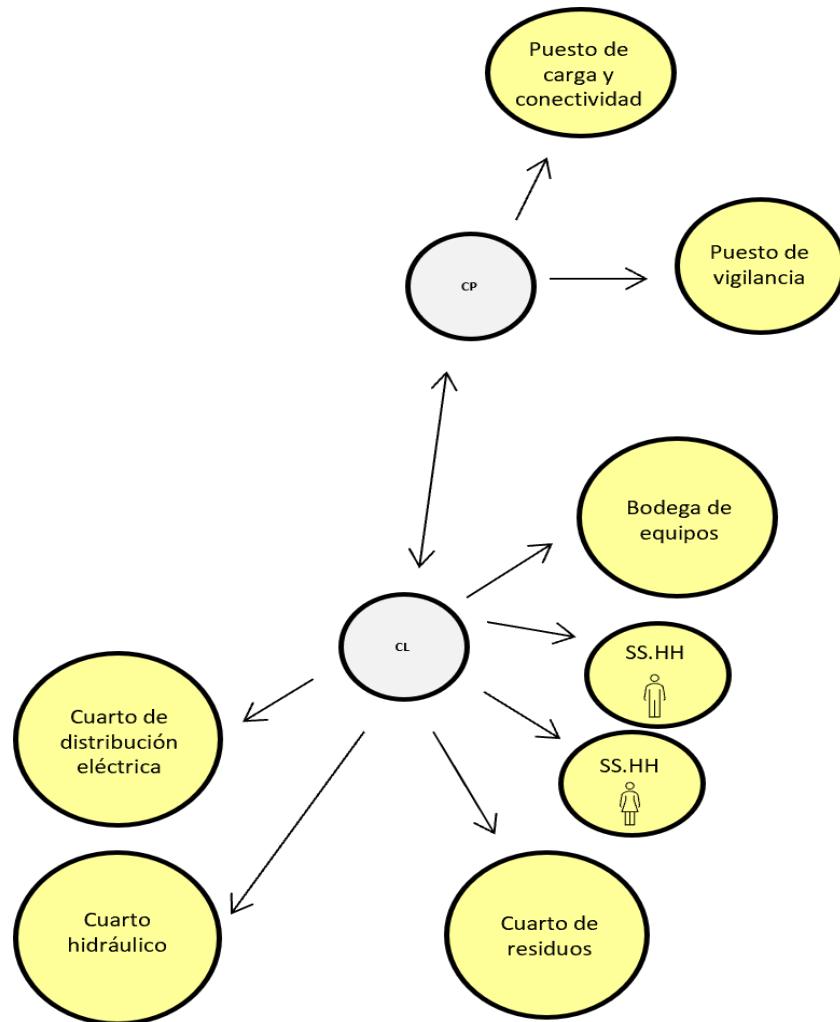 Puesto de
carga y
conectividad
Puesto de
vigilancia
CP
Bodega de
equipos
CL
SS.HH
Cuarto de
distribución
eléctrica
SS.HH
Cuarto
hidráulico
Cuarto de
residuos